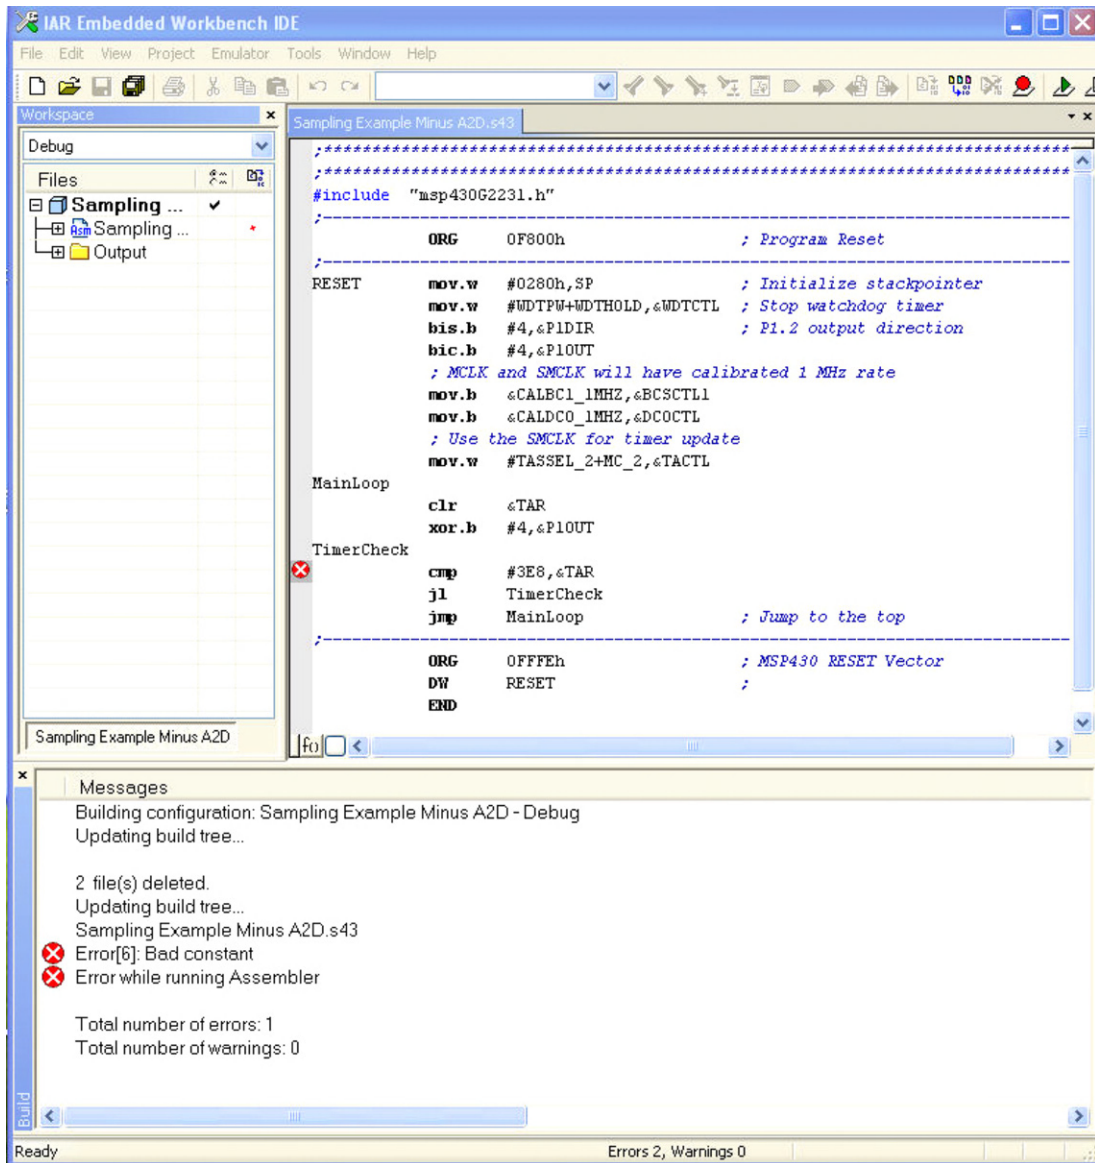 IAR Embedded Workbench IDE
File Edit View Project Emulator Tools Window Help
Workspace
Debug
Files
Sampling ...
Sampling ...
Output
Sampling Example Minus A2D
Sampling Example Minus A2D.s43
;***************************************************************************
;***************************************************************************
#include "msp430G2231.h"
;---------------------------------------------------------------------------
ORG 0F800h ; Program Reset
;---------------------------------------------------------------------------
RESET mov.w #0280h,SP ; Initialize stackpointer
mov.w #WDTPW+WDTHOLD,&WDTCTL ; Stop watchdog timer
bis.b #4,&P1DIR ; P1.2 output direction
bic.b #4,&P1OUT
; MCLK and SMCLK will have calibrated 1 MHz rate
mov.b &CALBC1_1MHZ,&BCSCTL1
mov.b &CALDCO_1MHZ,&DCOCTL
; Use the SMCLK for timer update
mov.w #TASSEL_2+MC_2,&TACTL
MainLoop
clr &TAR
xor.b #4,&P1OUT
TimerCheck
cmp #3E8,&TAR
jl TimerCheck
jmp MainLoop ; Jump to the top
;---------------------------------------------------------------------------
ORG 0FFFEh ; MSP430 RESET Vector
DW RESET ;
END
Messages
Building configuration: Sampling Example Minus A2D - Debug
Updating build tree...
2 file(s) deleted.
Updating build tree...
Sampling Example Minus A2D.s43
Error[6]: Bad constant
Error while running Assembler
Total number of errors: 1
Total number of warnings: 0
Build
Ready
Errors 2, Warnings 0